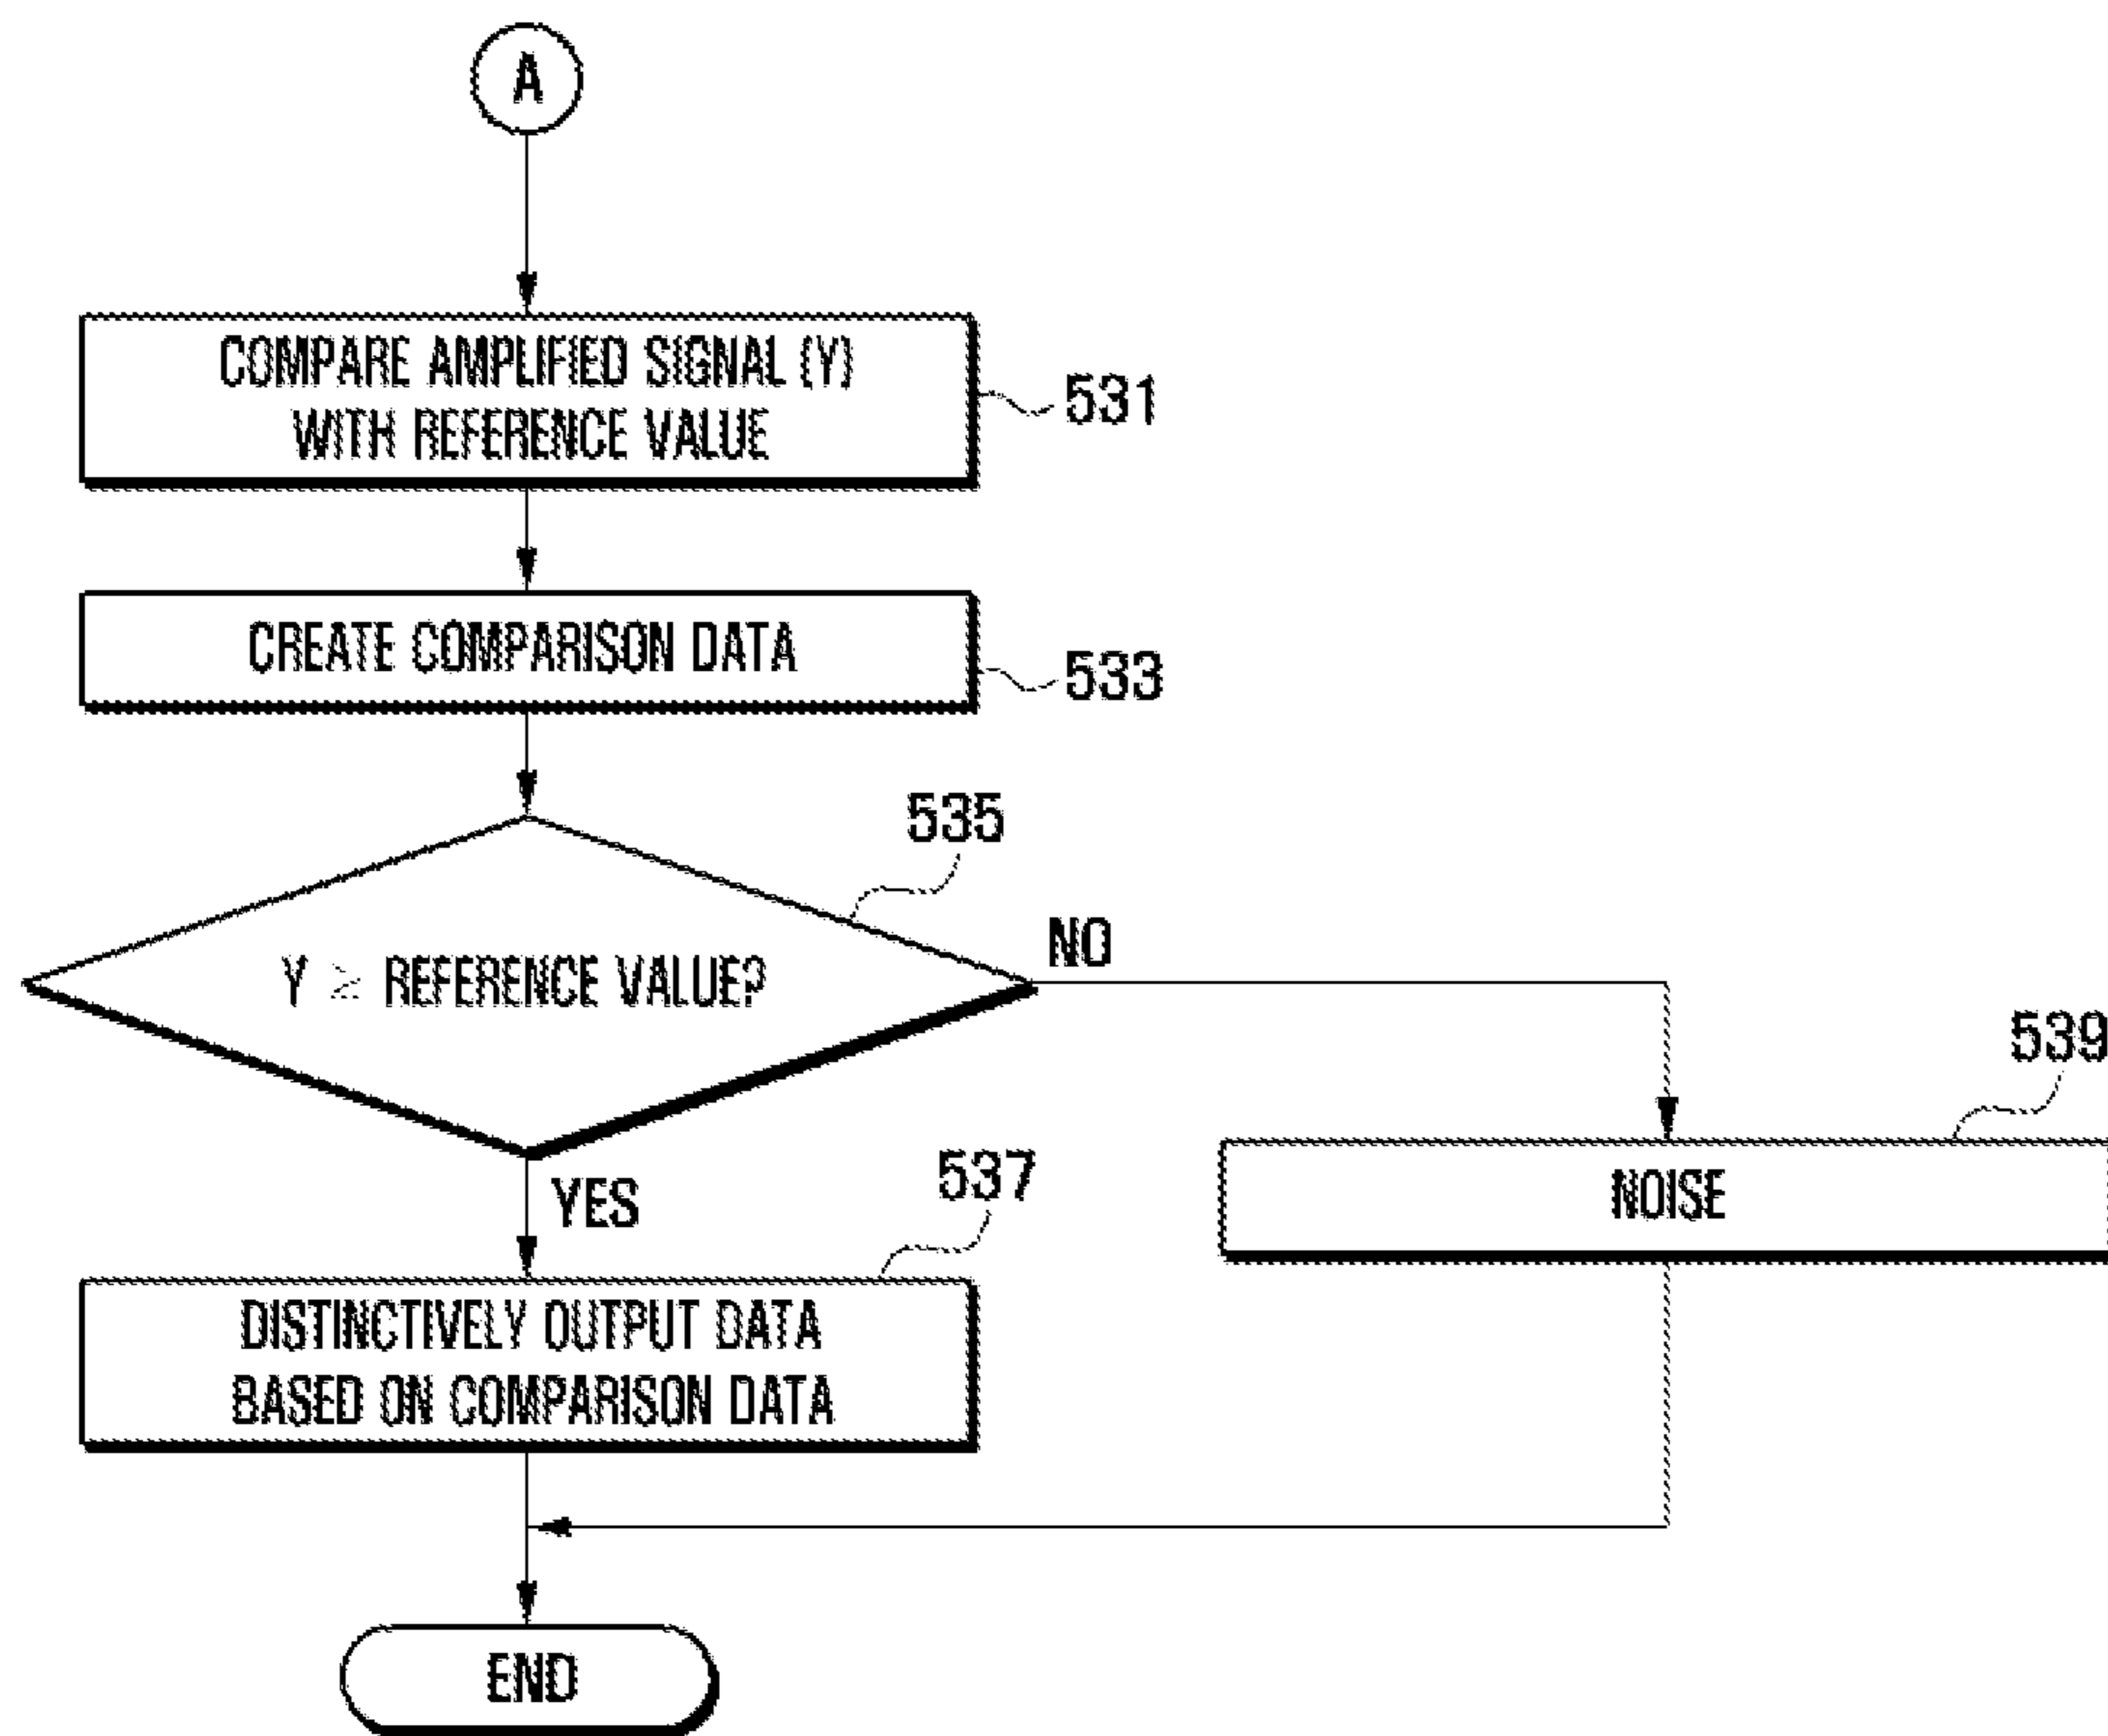 A
COMPARE AMPLIFIED SIGNAL (Y)
WITH REFERENCE VALUE
531
CREATE COMPARISON DATA
533
535
Y ≥ REFERENCE VALUE?
NO
539
NOISE
YES
537
DISTINCTIVELY OUTPUT DATA
BASED ON COMPARISON DATA
END